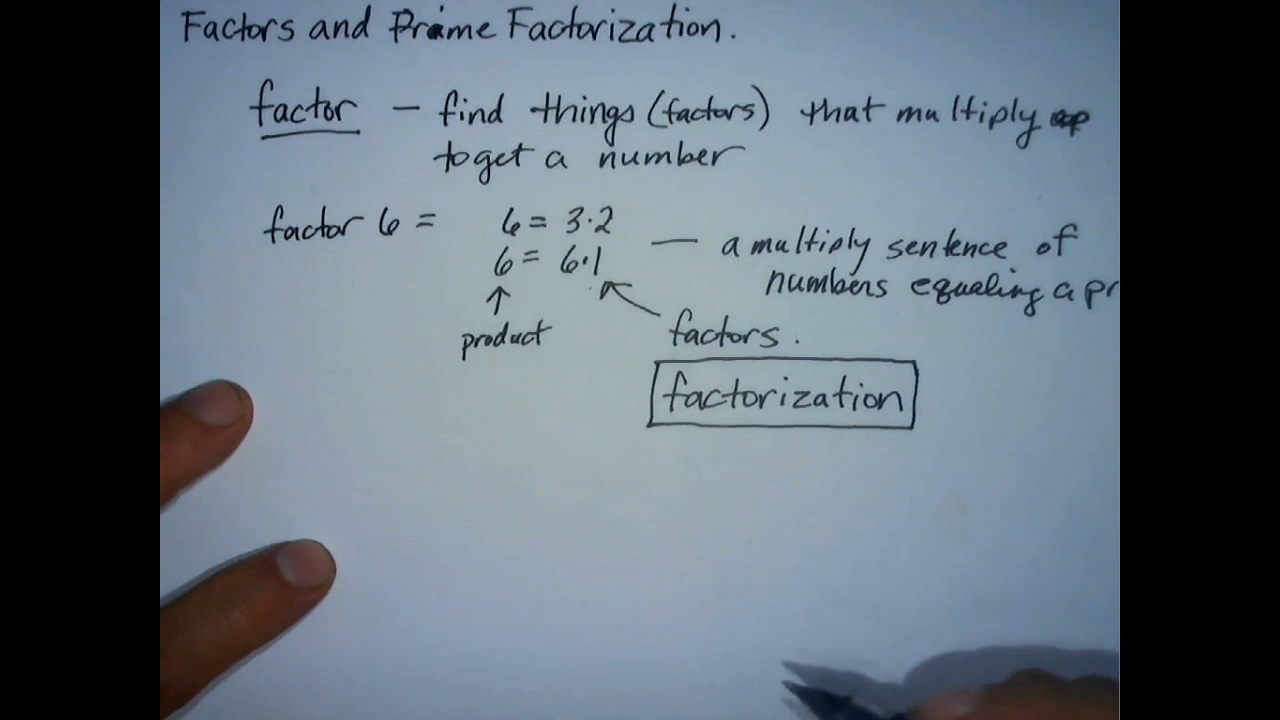 Factors and Prime Factorization.
factor - find things (factors) that multiply
to get a number
factor 6 = 6 = 3·2
6 = 6·1 — a multiply sentence of
numbers equaling a pr
product
factors.
factorization